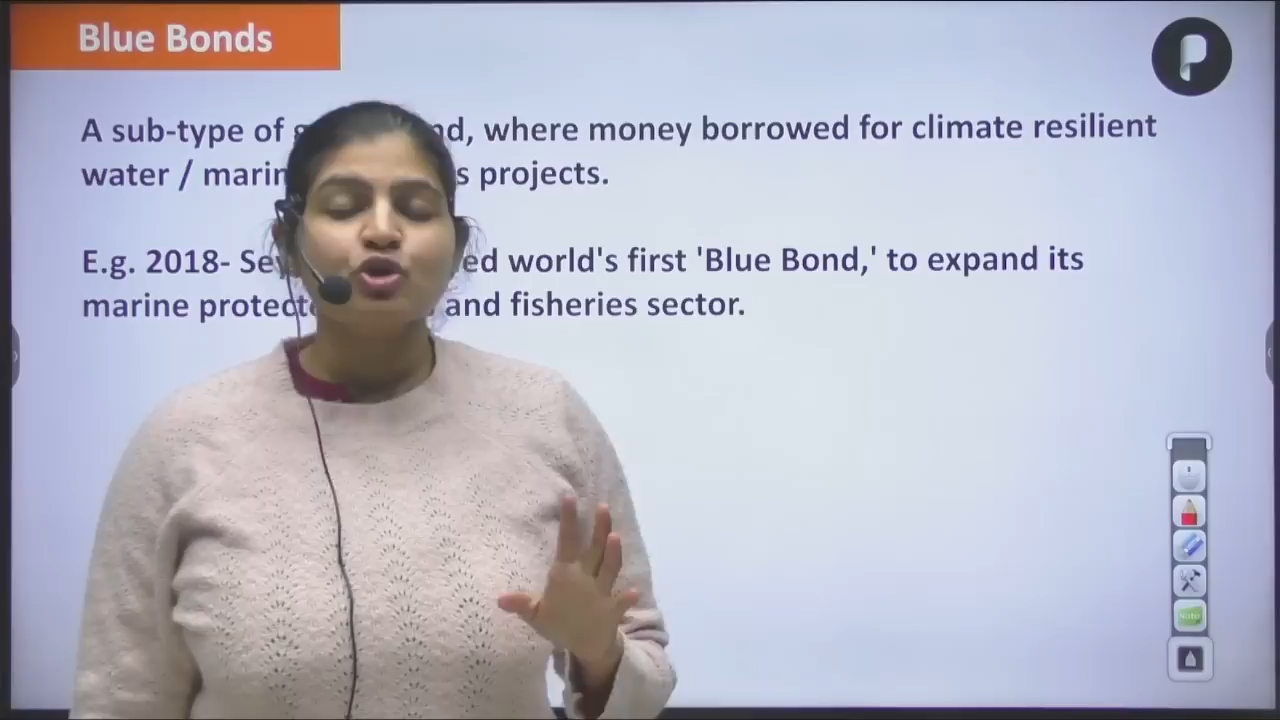 Blue Bonds
A sub-type of nd, where money borrowed for climate resilient
water / marin s projects.
E.g. 2018- Se ed world's first 'Blue Bond,' to expand its
marine protect and fisheries sector.
Note